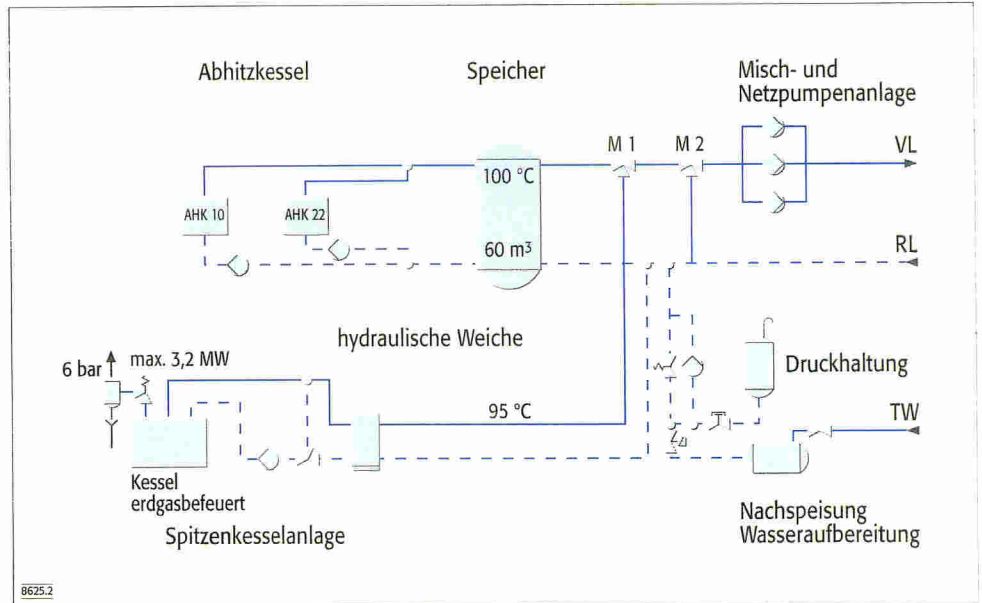 Abhitzkessel
Speicher
Misch- und
Netzpumpenanlage
M 1
M 2
VL
100 °C
AHK 10
AHK 22
60 m³
RL
hydraulische Weiche
6 bar
max. 3,2 MW
Druckhaltung
95 °C
TW
Kessel
erdgasbefeuert
Spitzenkesselanlage
Nachspeisung
Wasseraufbereitung
8625.2